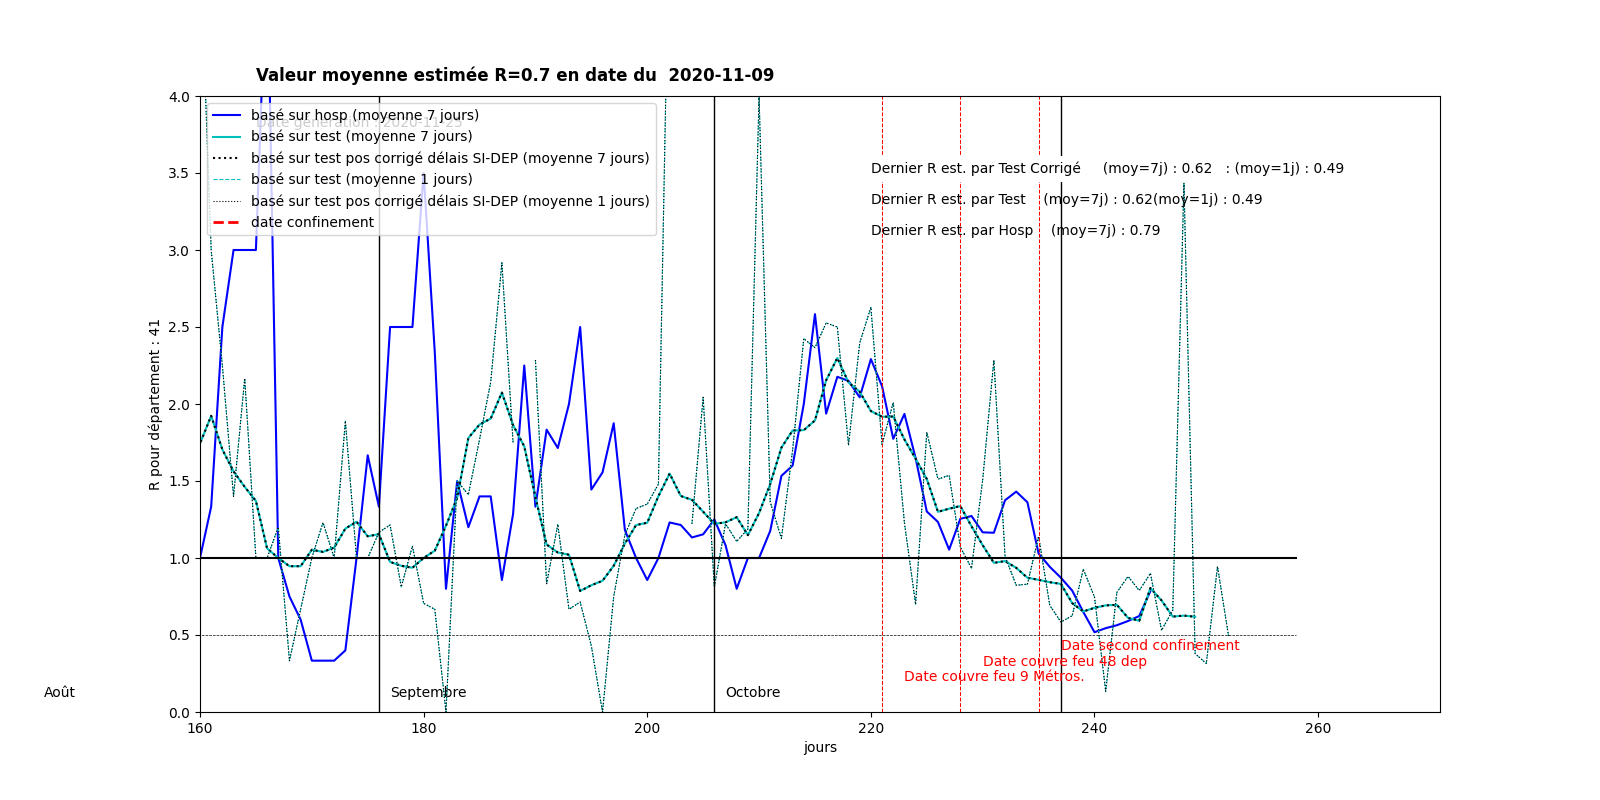 Valeur moyenne estimée R=0.7 en date du  2020-11-09
basé sur hosp (moyenne 7 jours)
Date génération : 2020-11-23
basé sur test (moyenne 7 jours)
basé sur test pos corrigé délais SI-DEP (moyenne 7 jours)
basé sur test (moyenne 1 jours)
basé sur test pos corrigé délais SI-DEP (moyenne 1 jours)
date confinement
Dernier R est. par Test Corrigé     (moy=7j) : 0.62   : (moy=1j) : 0.49
Dernier R est. par Test    (moy=7j) : 0.62(moy=1j) : 0.49
Dernier R est. par Hosp    (moy=7j) : 0.79
R pour département : 41
4.0
3.5
3.0
2.5
2.0
1.5
1.0
0.5
0.0
Date second confinement
Date couvre feu 48 dep
Date couvre feu 9 Métros.
Août
Septembre
Octobre
160
180
200
220
240
260
jours